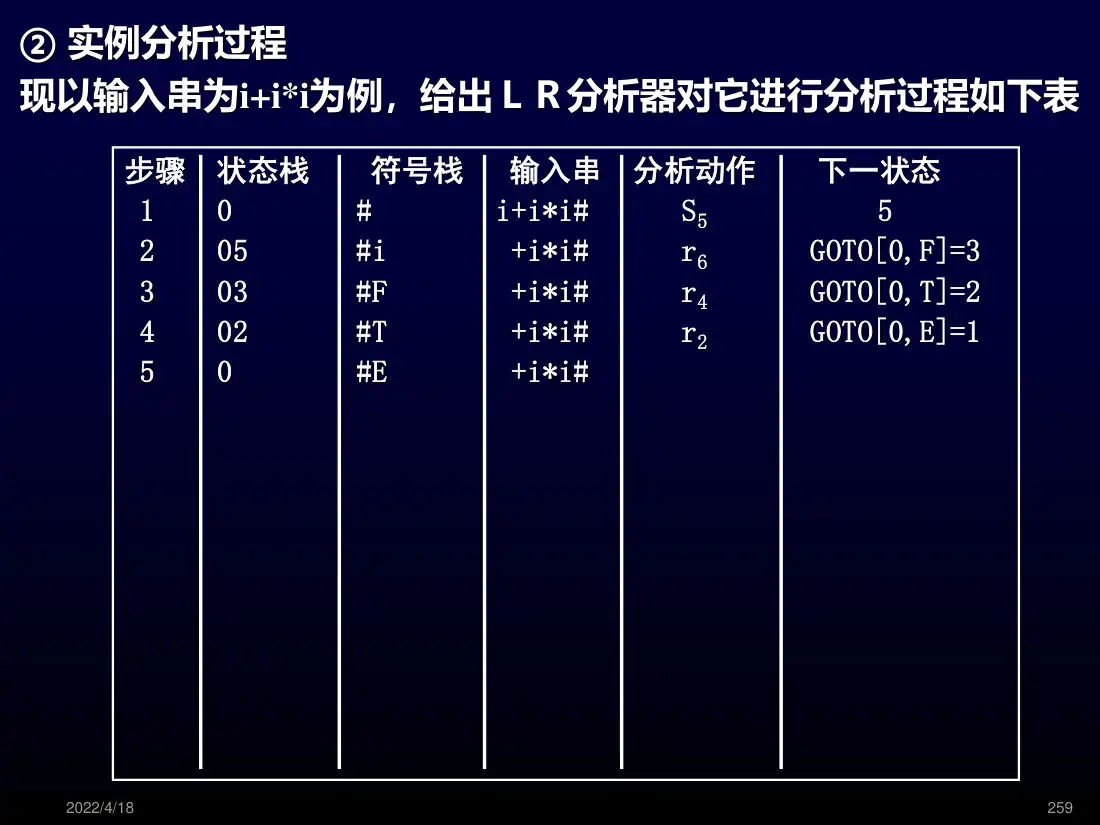 ② 实例分析过程
现以输入串为i+i*i为例，给出ＬＲ分析器对它进行分析过程如下表
步骤 状态栈 符号栈 输入串 分析动作 下一状态
1 0 # i+i*i# S5 5
2 05 #i +i*i# r6 GOTO[0,F]=3
3 03 #F +i*i# r4 GOTO[0,T]=2
4 02 #T +i*i# r2 GOTO[0,E]=1
5 0 #E +i*i#
2022/4/18 259